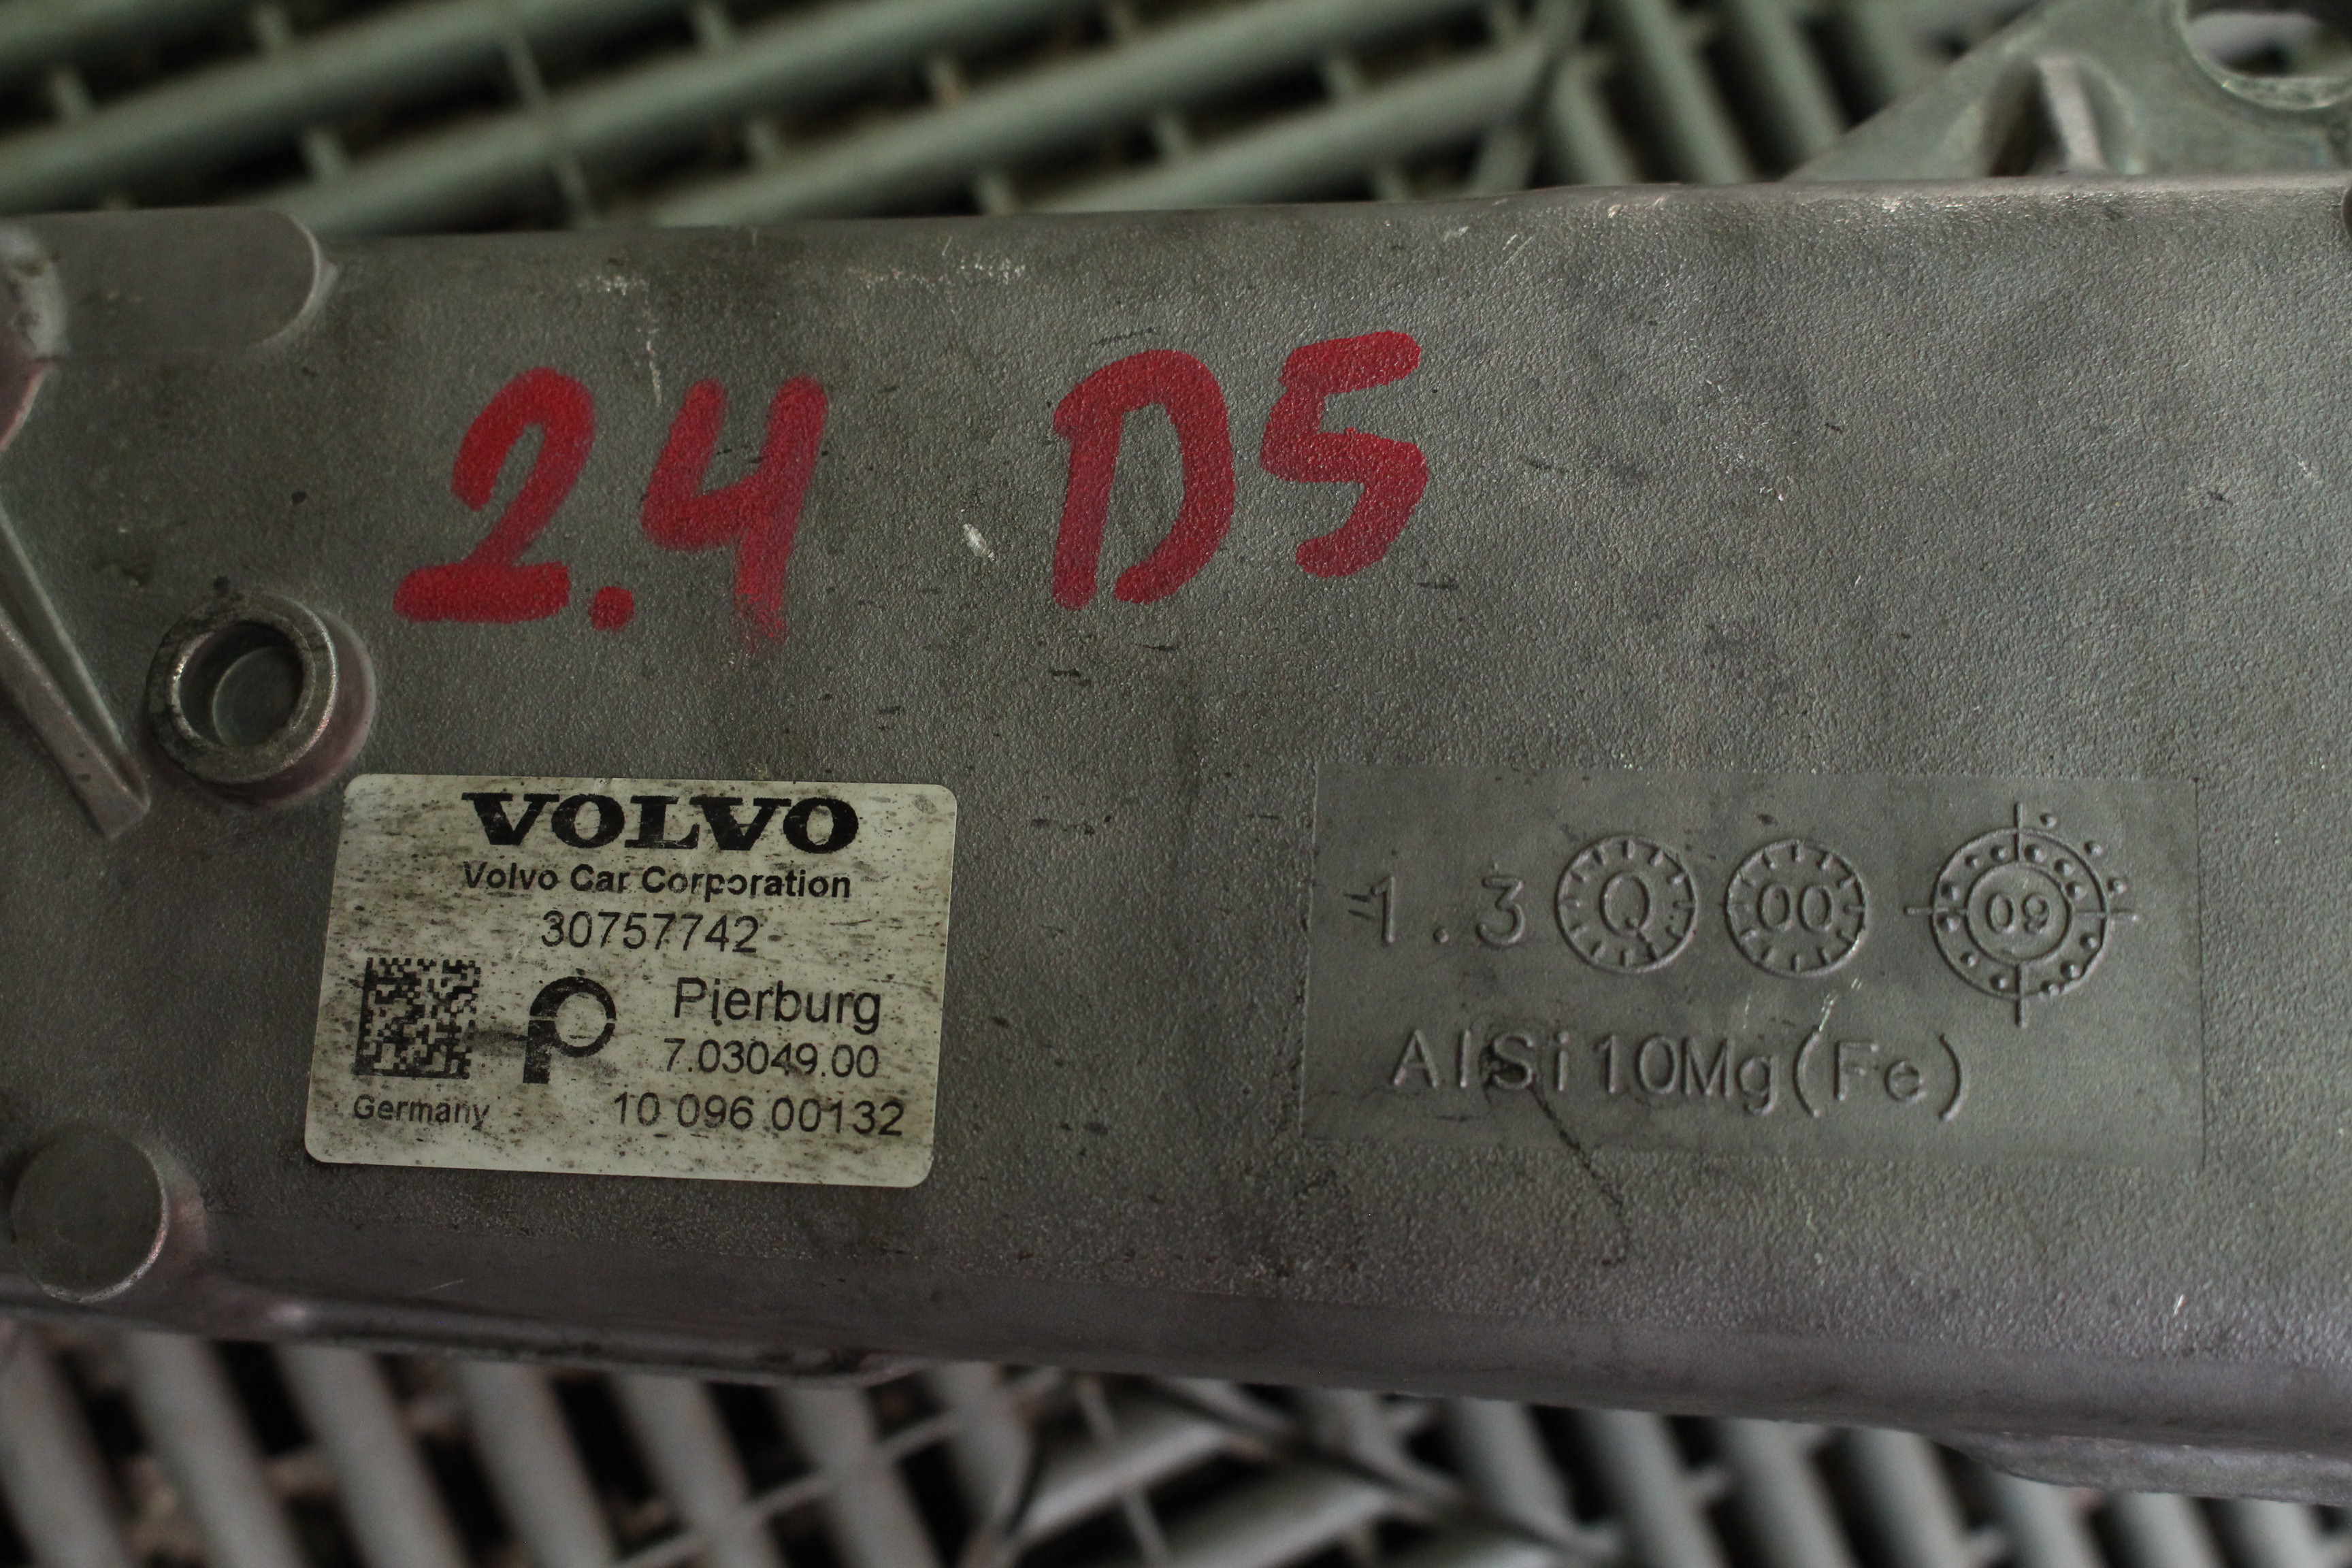 2.4 D5
VOLVO
Volvo Car Corporation
30757742
Pierburg
7.03049.00
Germany 10 096 00132
1.3 Q 00 09
AlSi10Mg(Fe)